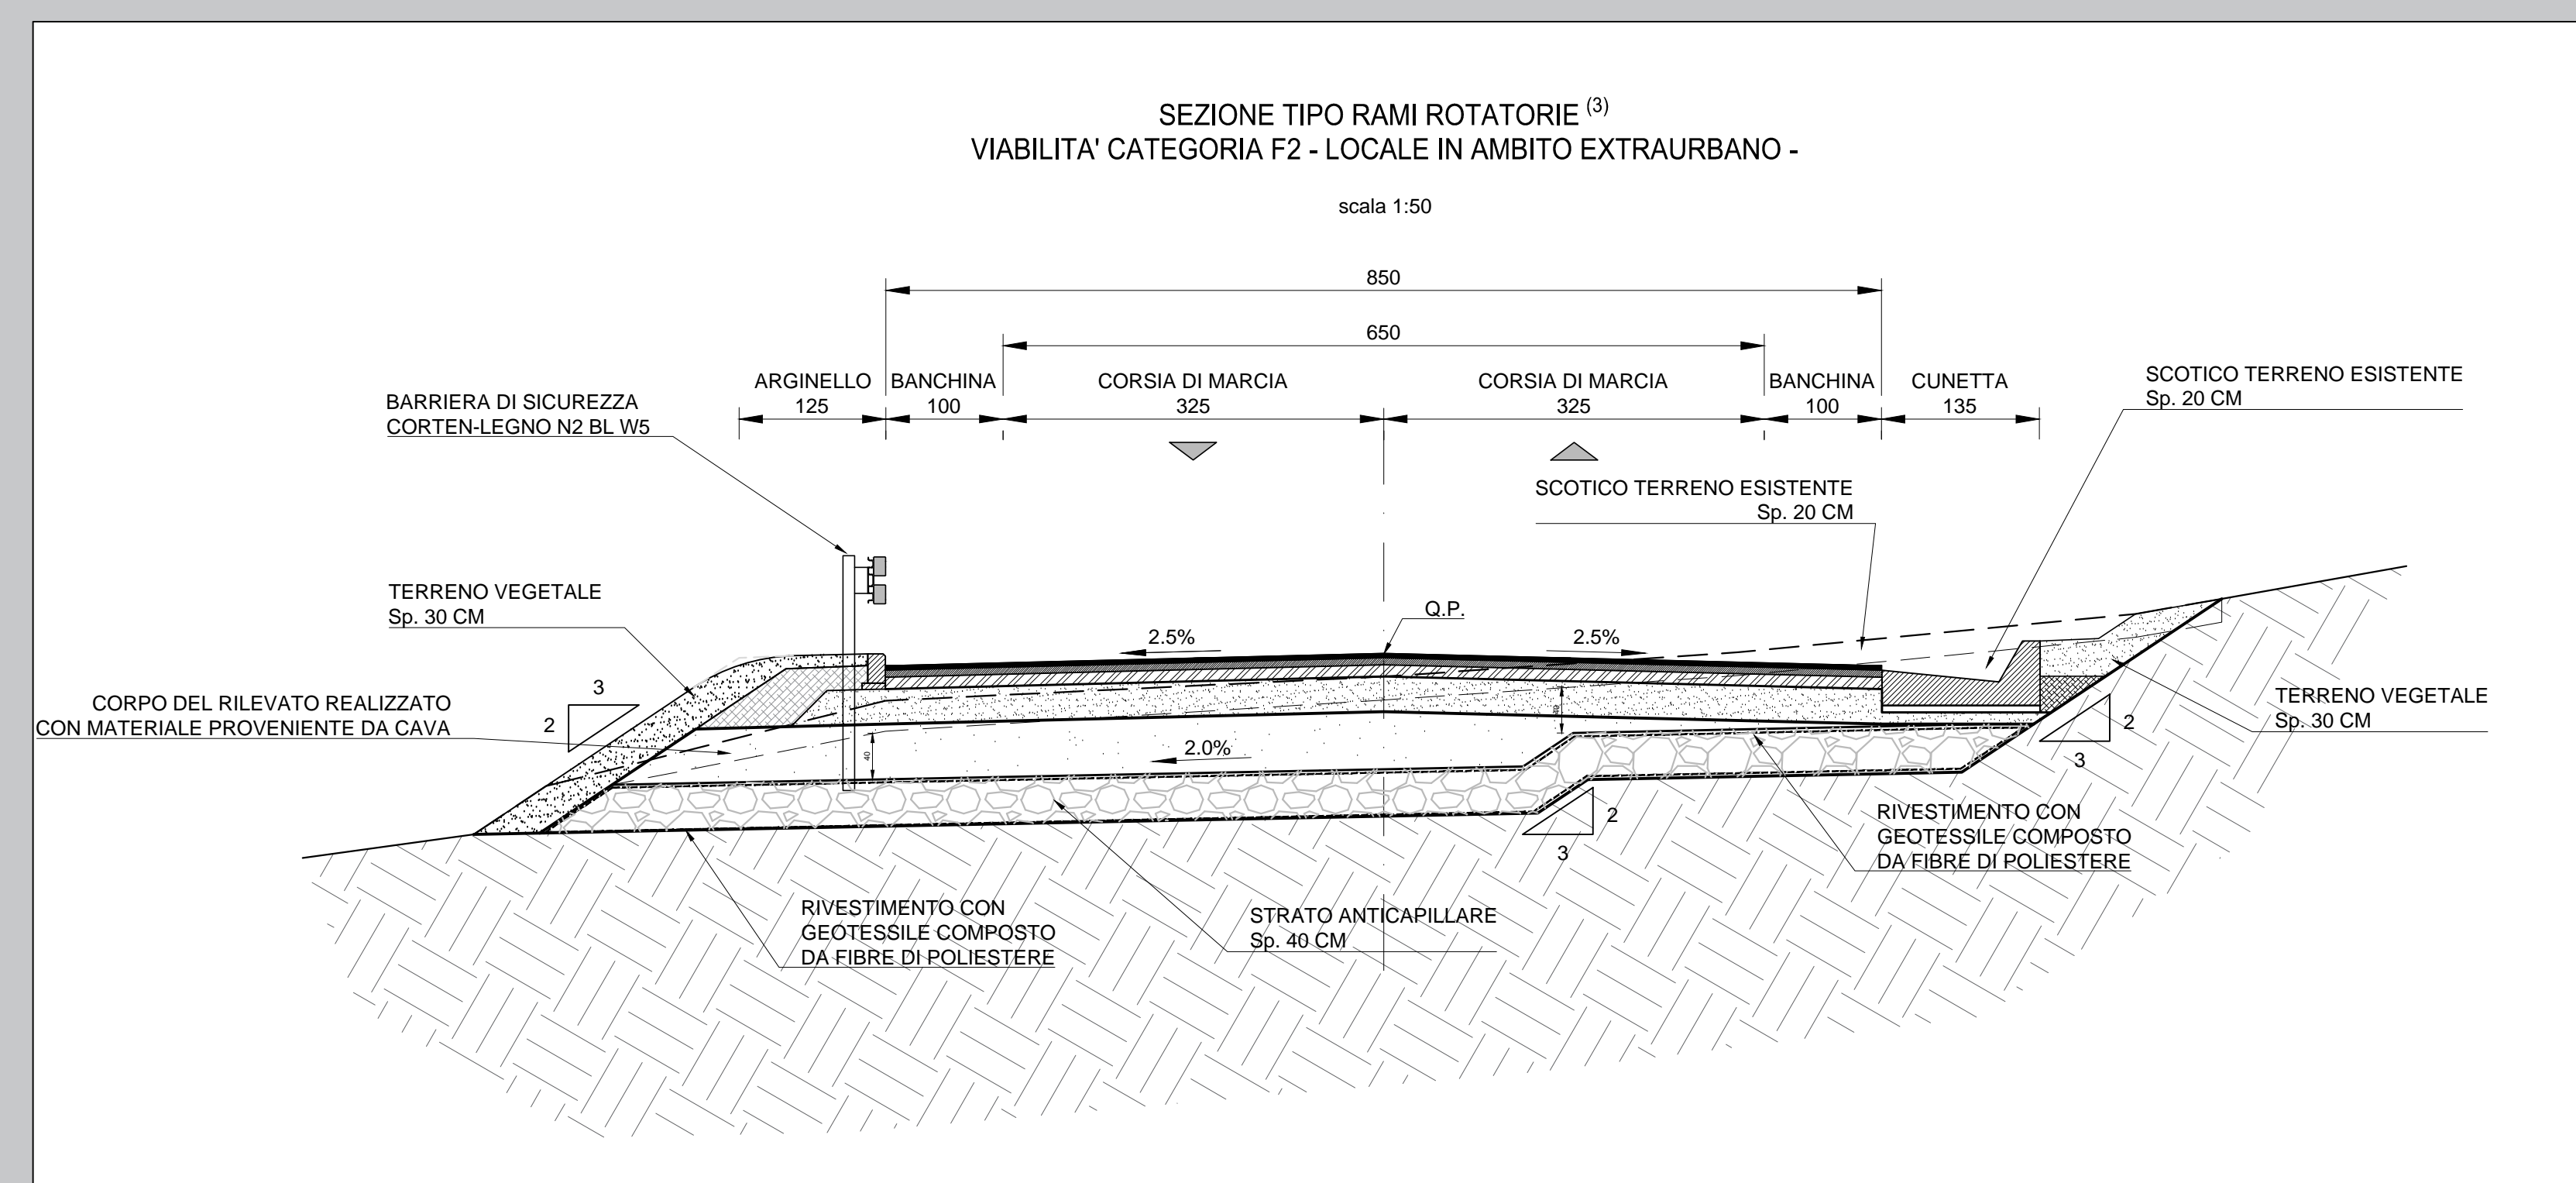 SEZIONE TIPO RAMI ROTATORIE (3)
VIABILITA' CATEGORIA F2 - LOCALE IN AMBITO EXTRAURBANO -
scala 1:50
850
650
ARGINELLO
125
BANCHINA
100
CORSIA DI MARCIA
325
CORSIA DI MARCIA
325
BANCHINA
100
CUNETTA
135
SCOTICO TERRENO ESISTENTE
Sp. 20 CM
BARRIERA DI SICUREZZA
CORTEN-LEGNO N2 BL W5
SCOTICO TERRENO ESISTENTE
Sp. 20 CM
TERRENO VEGETALE
Sp. 30 CM
Q.P.
2.5%
2.5%
CORPO DEL RILEVATO REALIZZATO
CON MATERIALE PROVENIENTE DA CAVA
3
2
40
2.0%
2
3
TERRENO VEGETALE
Sp. 30 CM
2
3
RIVESTIMENTO CON
GEOTESSILE COMPOSTO
DA FIBRE DI POLIESTERE
RIVESTIMENTO CON
GEOTESSILE COMPOSTO
DA FIBRE DI POLIESTERE
STRATO ANTICAPILLARE
Sp. 40 CM